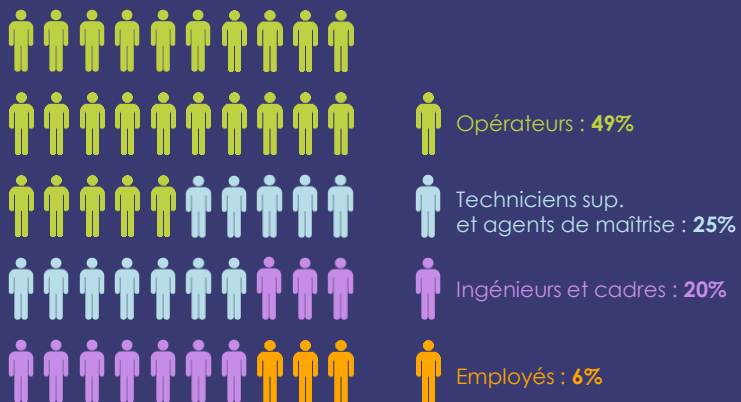 Opérateurs : 49%
Techniciens sup.
et agents de maîtrise : 25%
Ingénieurs et cadres : 20%
Employés : 6%